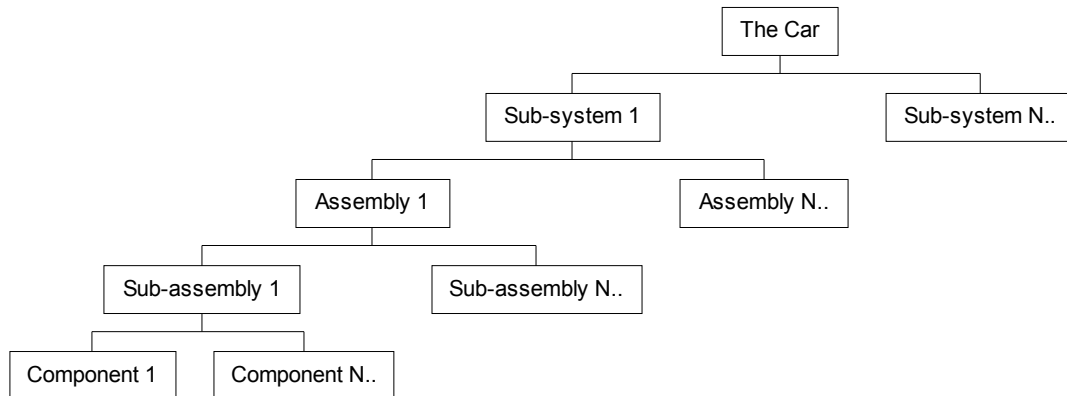 The Car
Sub-system 1
Sub-system N..
Assembly 1
Assembly N..
Sub-assembly 1
Sub-assembly N..
Component 1
Component N..